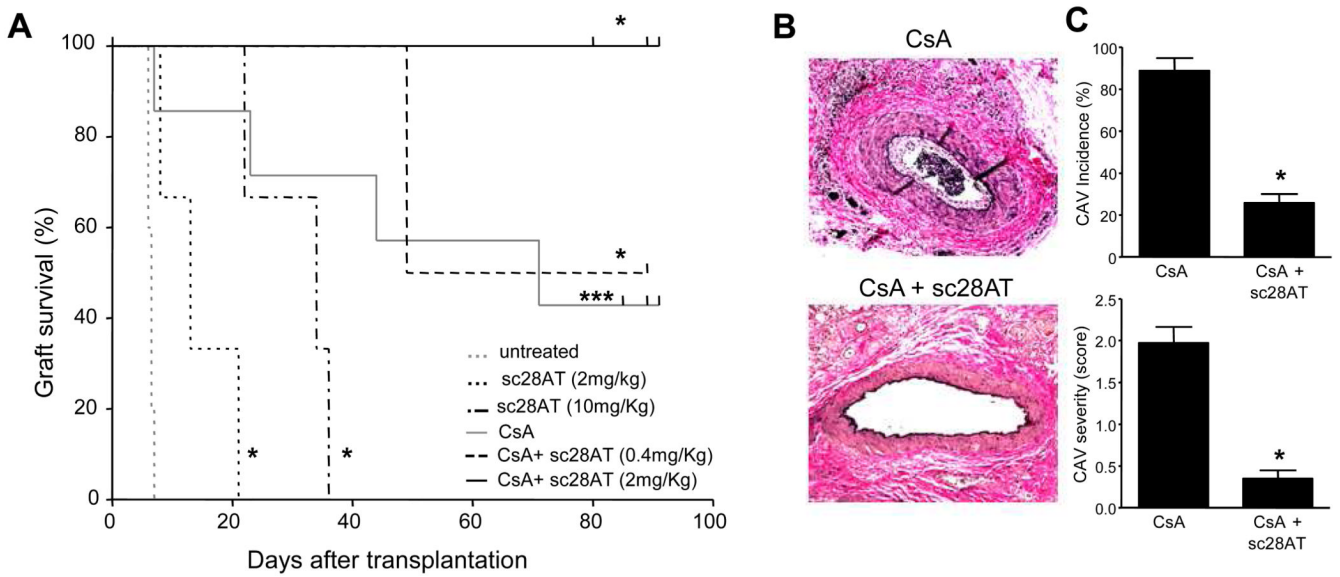 A
100
80
60
40
20
0
Graft survival (%)
0 20 40 60 80 100
Days after transplantation
*
*
***
*
*
untreated
sc28AT (2mg/kg)
sc28AT (10mg/Kg)
CsA
CsA+ sc28AT (0.4mg/Kg)
CsA+ sc28AT (2mg/Kg)
B
CsA
CsA + sc28AT
C
100
80
60
40
20
0
CAV Incidence (%)
*
CsA
CsA +
sc28AT
2.5
2.0
1.5
1.0
0.5
0.0
CAV severity (score)
*
CsA
CsA +
sc28AT